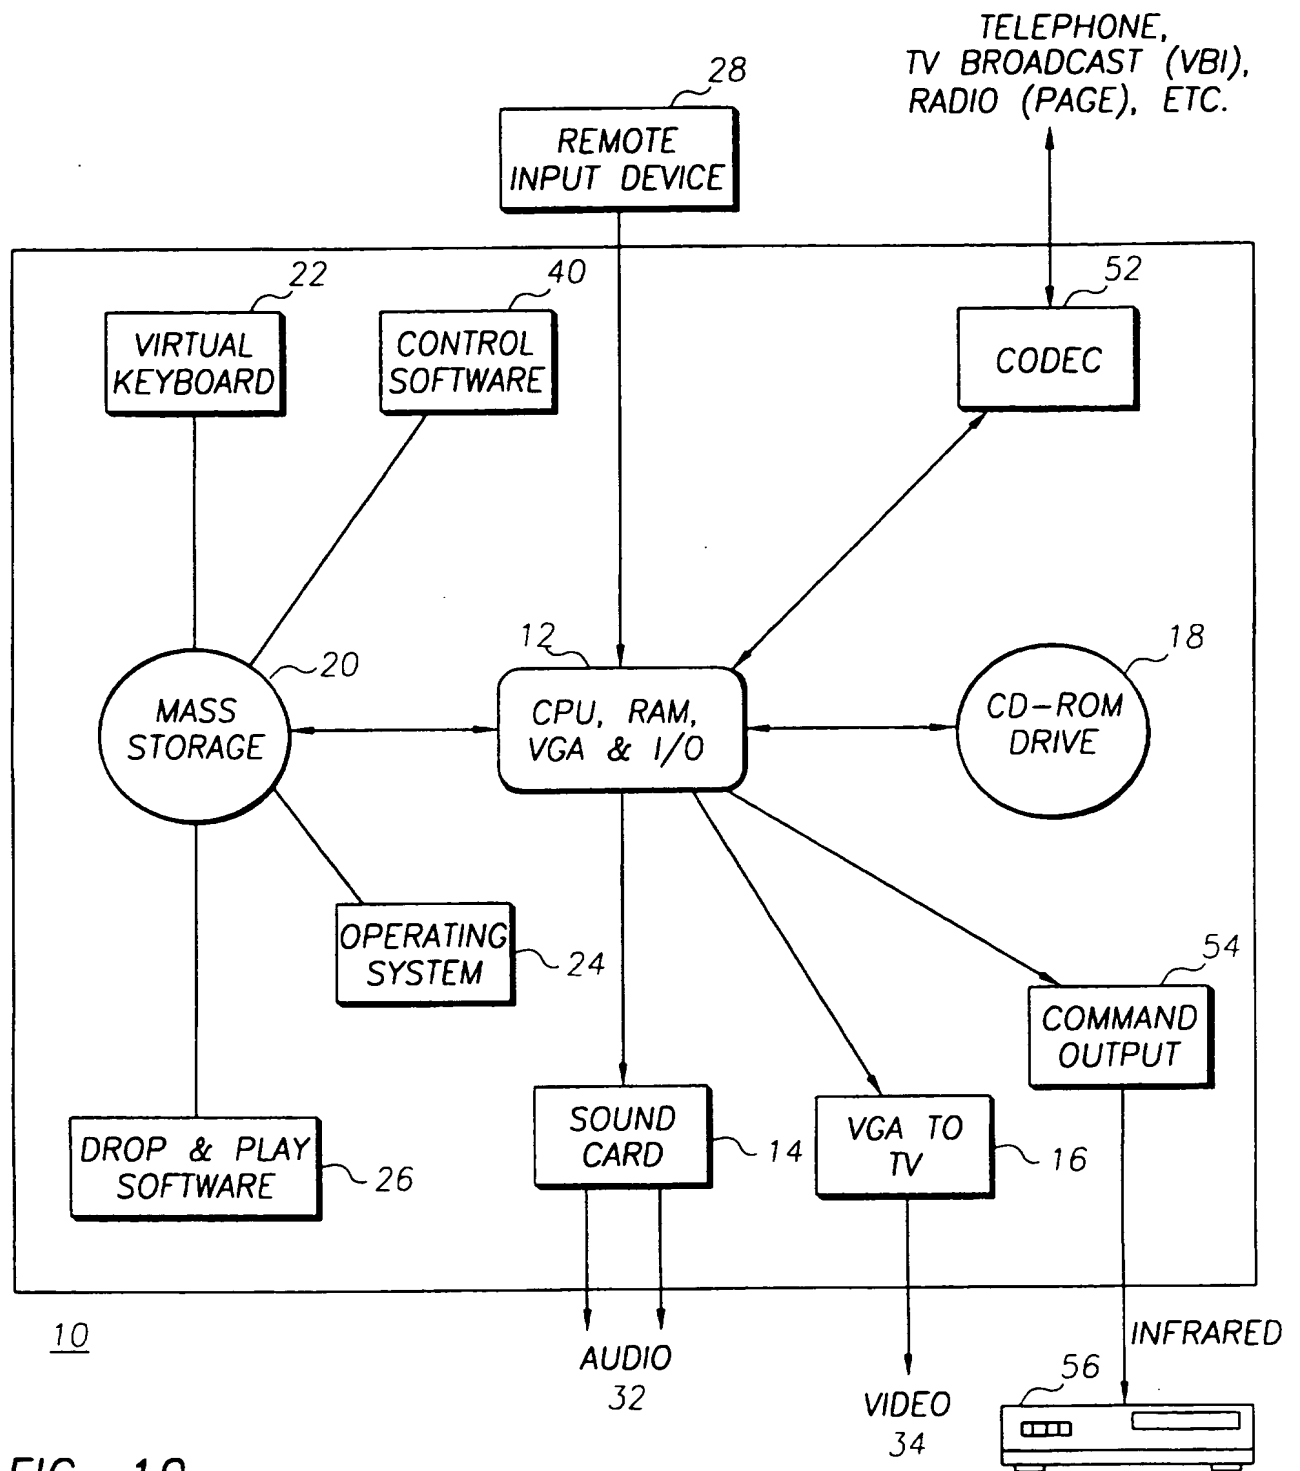 TELEPHONE,
TV BROADCAST (VBI),
RADIO (PAGE), ETC.
28
REMOTE
INPUT DEVICE
22
40
52
VIRTUAL
KEYBOARD
CONTROL
SOFTWARE
CODEC
12
20
18
MASS
STORAGE
CPU, RAM,
VGA & I/O
CD-ROM
DRIVE
OPERATING
SYSTEM
24
54
COMMAND
OUTPUT
SOUND
CARD
14
VGA TO
TV
16
DROP & PLAY
SOFTWARE
26
10
INFRARED
AUDIO
32
56
VIDEO
34